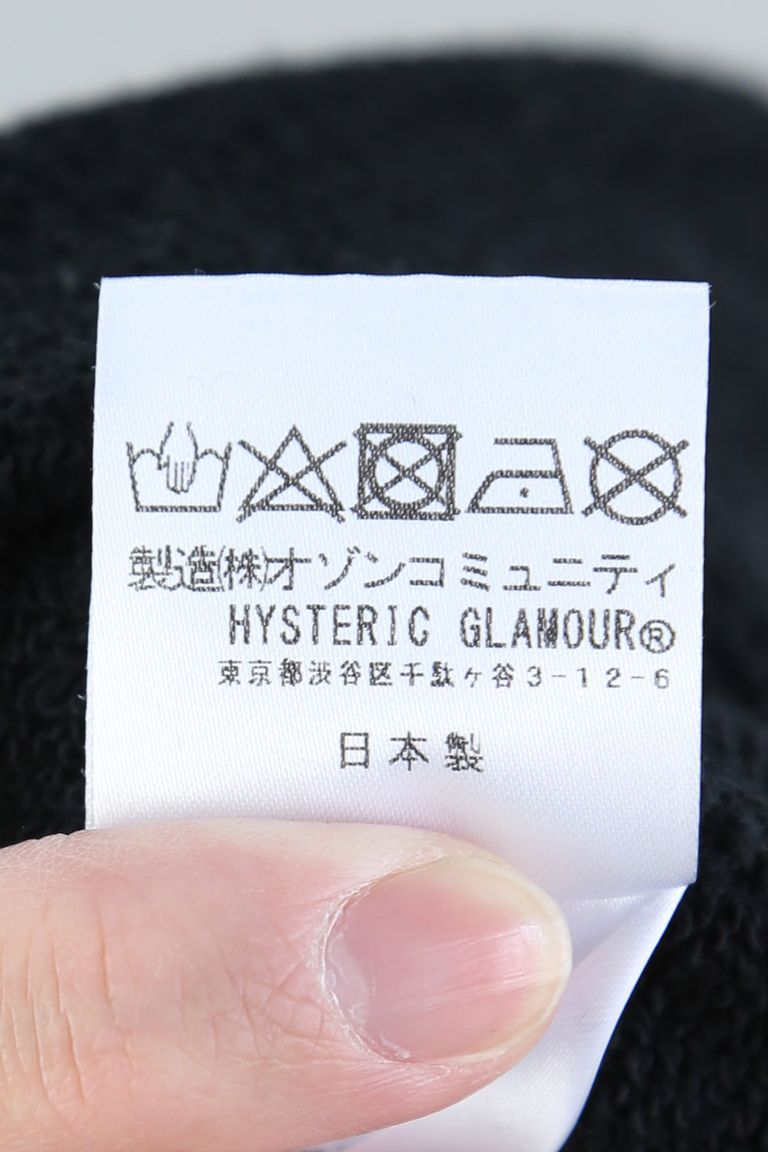 製造(株)オゾンコミュニティ
HYSTERIC GLAMOUR®
東京都渋谷区千駄ヶ谷3-12-6
日本製